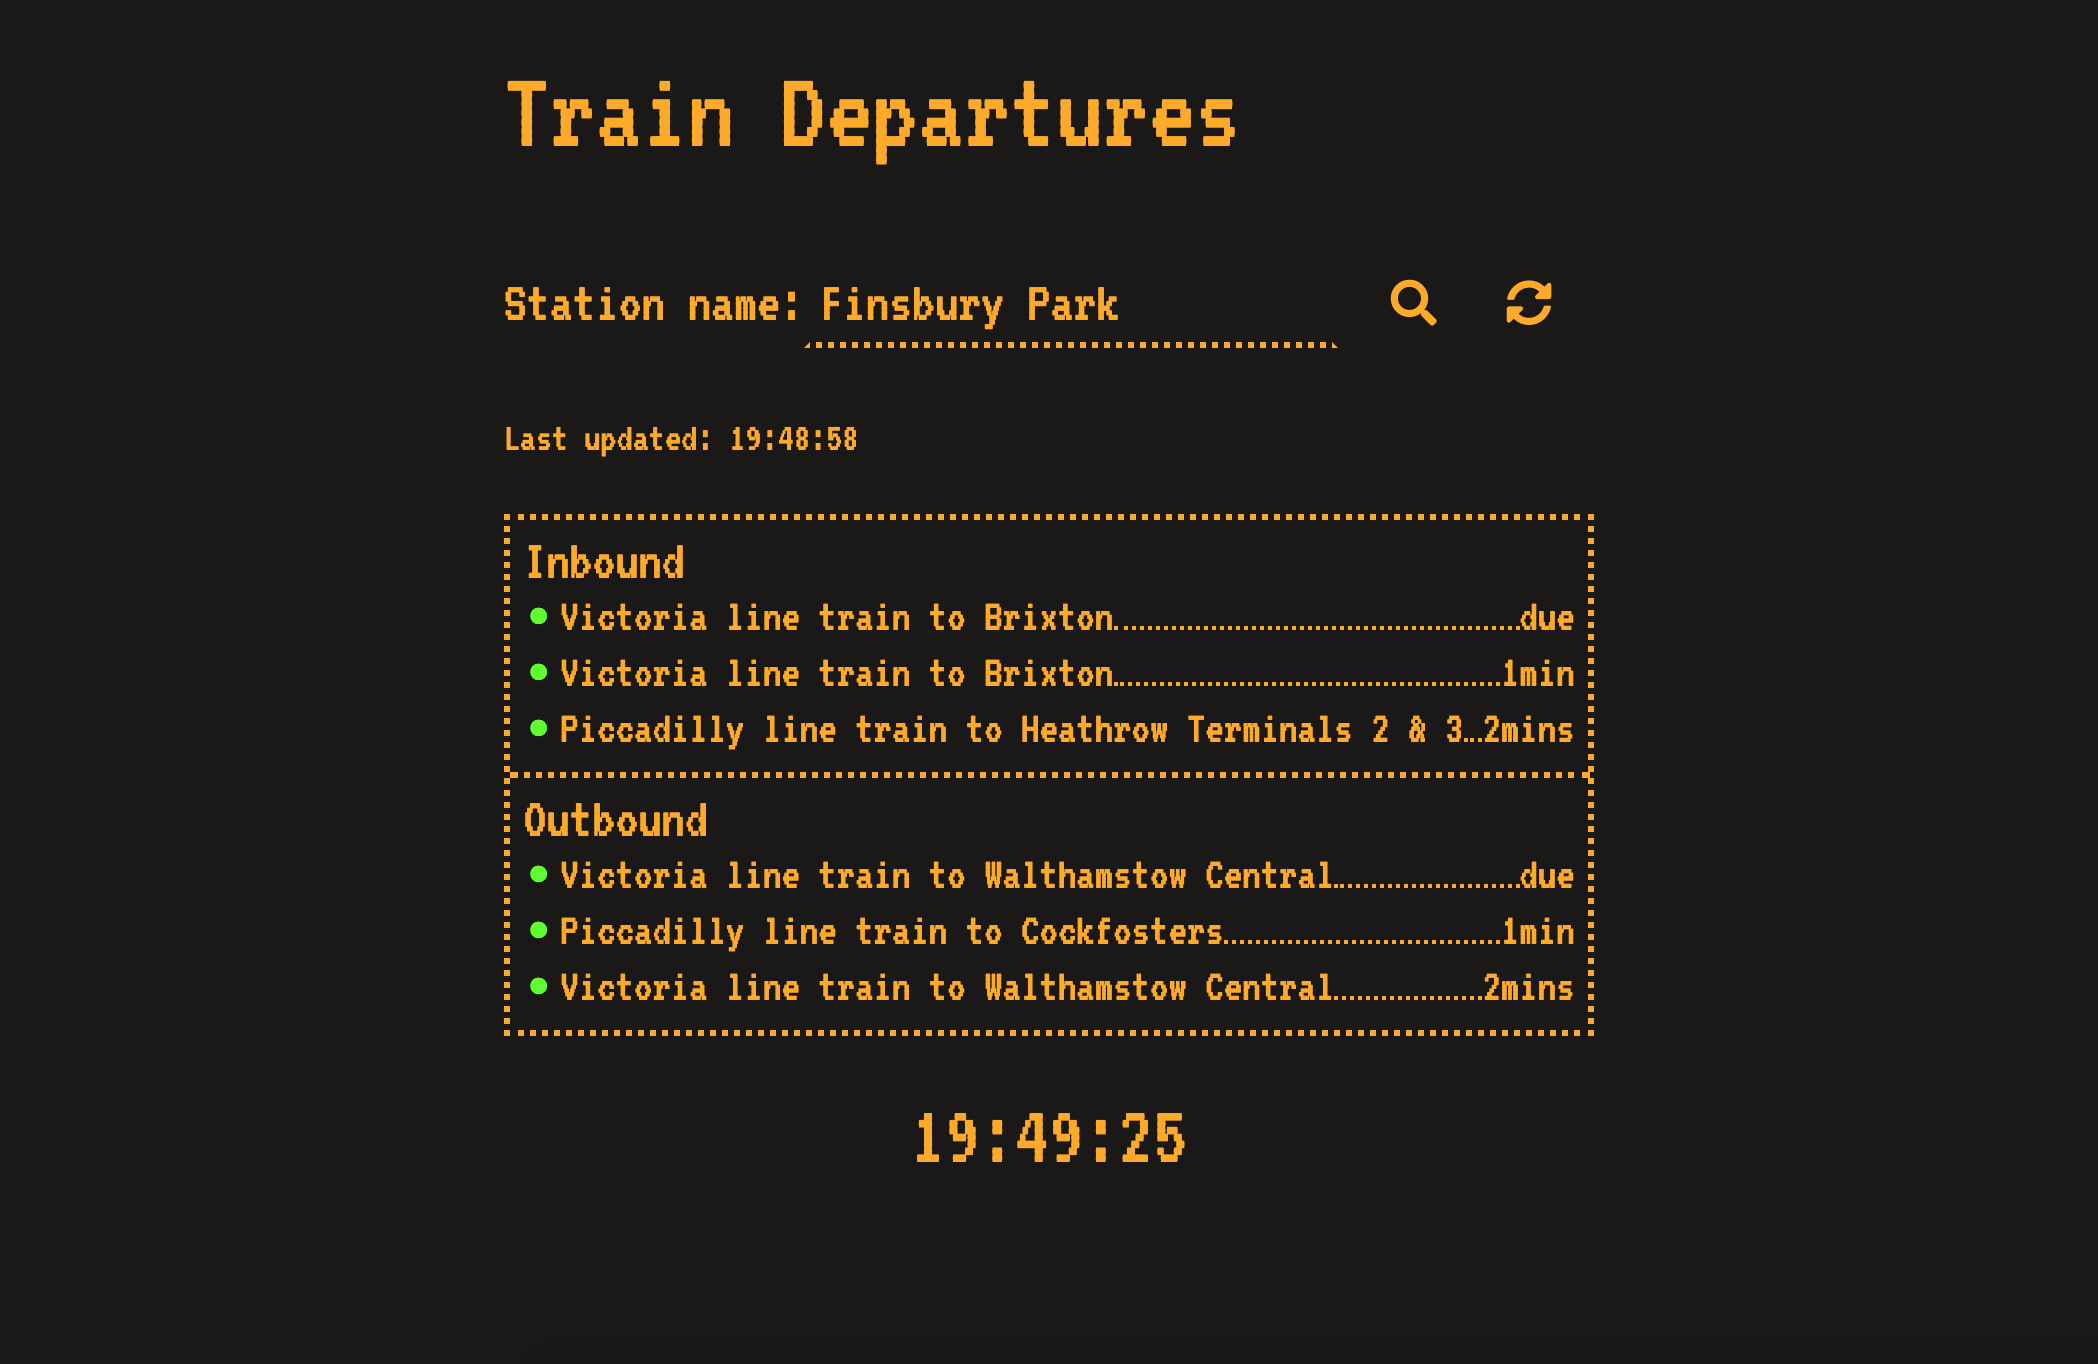 Train Departures
Station name: Finsbury Park
Last updated: 19:48:58
Inbound
Victoria line train to Brixton due
Victoria line train to Brixton 1min
Piccadilly line train to Heathrow Terminals 2 & 3 2mins
Outbound
Victoria line train to Walthamstow Central due
Piccadilly line train to Cockfosters 1min
Victoria line train to Walthamstow Central 2mins
19:49:25